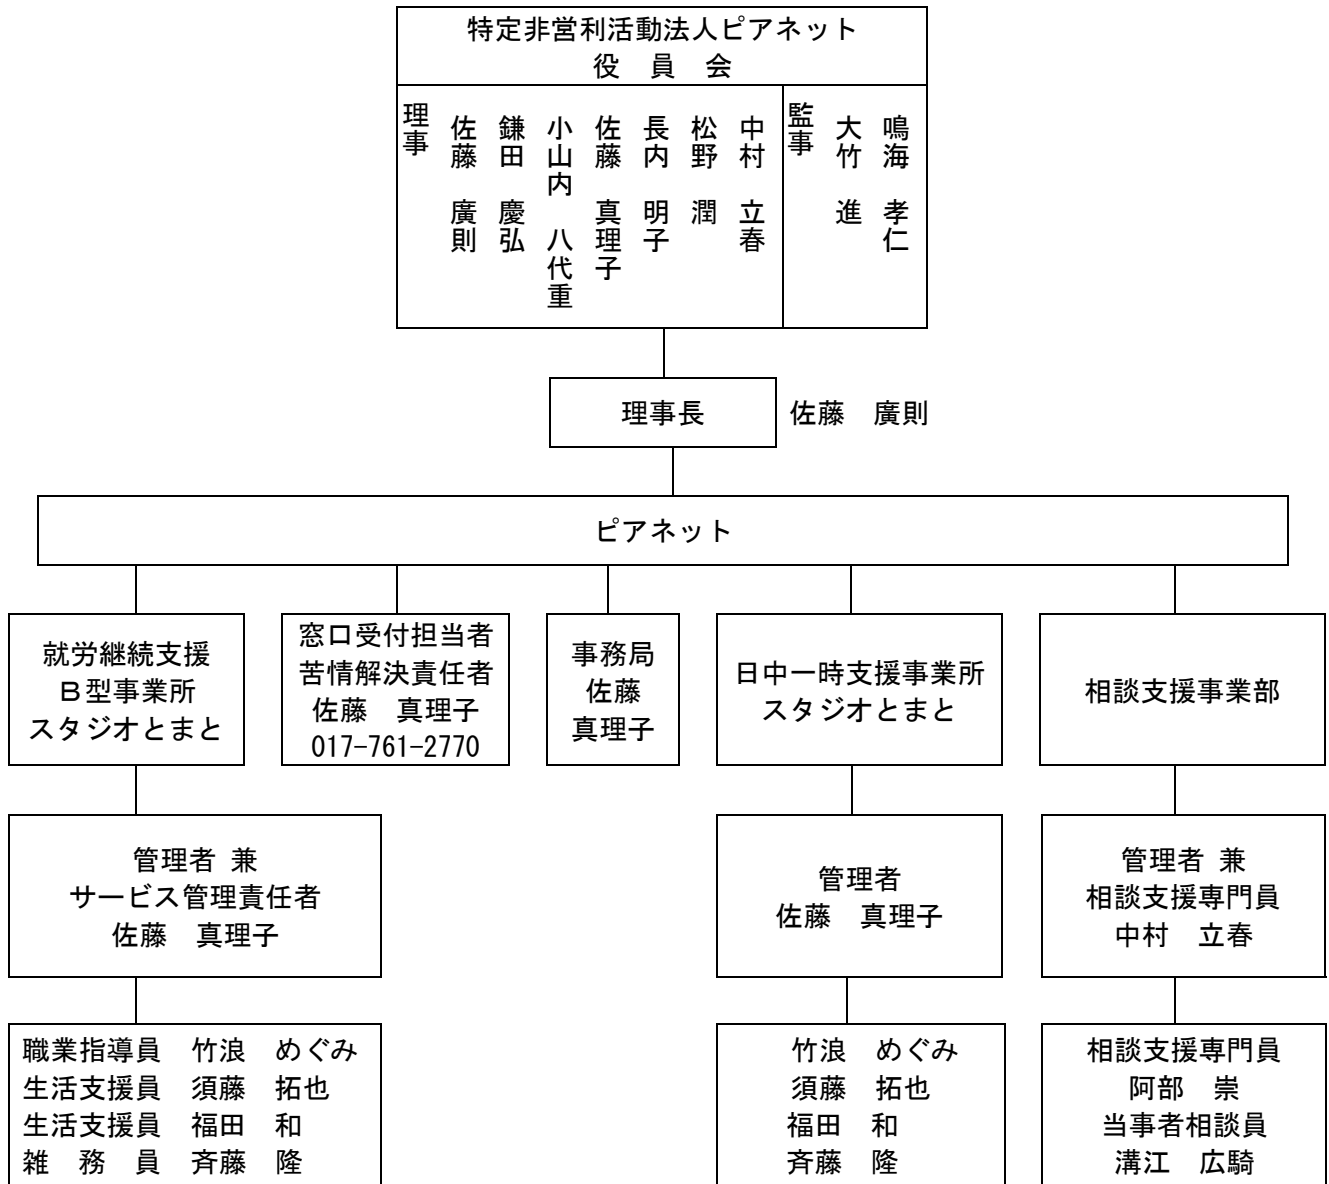 特定非営利活動法人ピアネット
役　員　会
理事
佐藤　廣則
鎌田　慶弘
小山内　八代重
佐藤　真理子
長内　明子
松野　潤
中村　立春
監事
大竹　進
鳴海　孝仁
理事長
佐藤　廣則
ピアネット
就労継続支援
Ｂ型事業所
スタジオとまと
窓口受付担当者
苦情解決責任者
佐藤　真理子
017-761-2770
事務局
佐藤
真理子
日中一時支援事業所
スタジオとまと
相談支援事業部
管理者 兼
サービス管理責任者
佐藤　真理子
管理者
佐藤　真理子
管理者 兼
相談支援専門員
中村　立春
職業指導員　竹浪　めぐみ
生活支援員　須藤　拓也
生活支援員　福田　和
雑　務　員　斉藤　隆
竹浪　めぐみ
須藤　拓也
福田　和
斉藤　隆
相談支援専門員
阿部　崇
当事者相談員
溝江　広騎